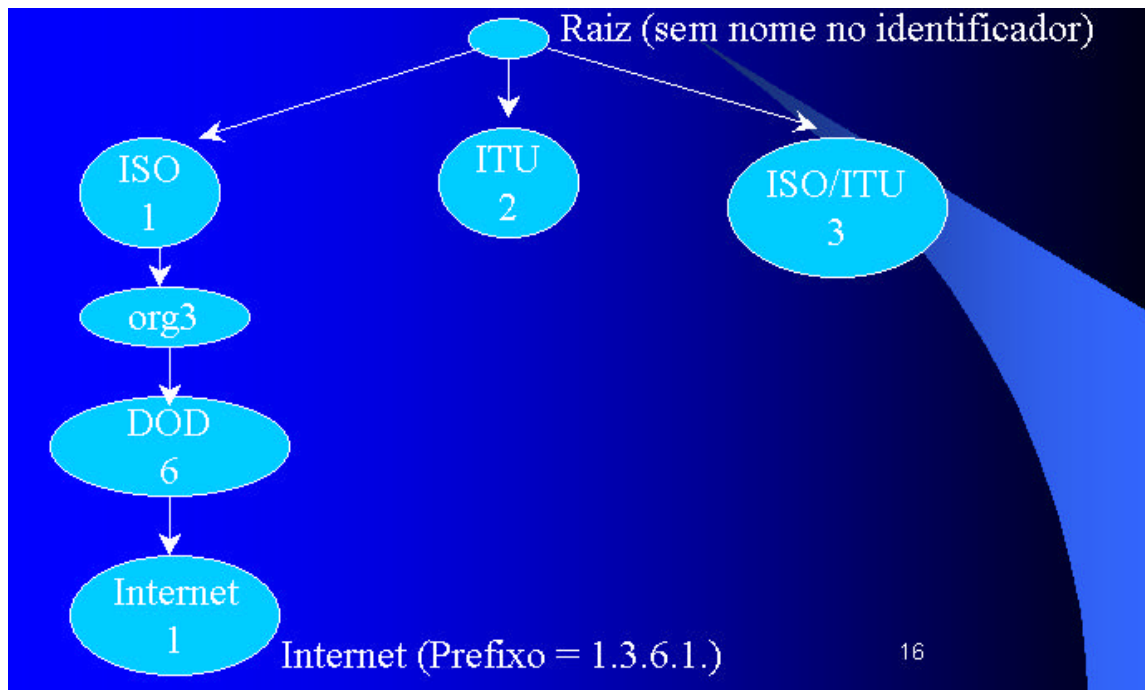 Raiz (sem nome no identificador)
ISO
1
ITU
2
ISO/ITU
3
org3
DOD
6
Internet
1
Internet (Prefixo = 1.3.6.1.)
16